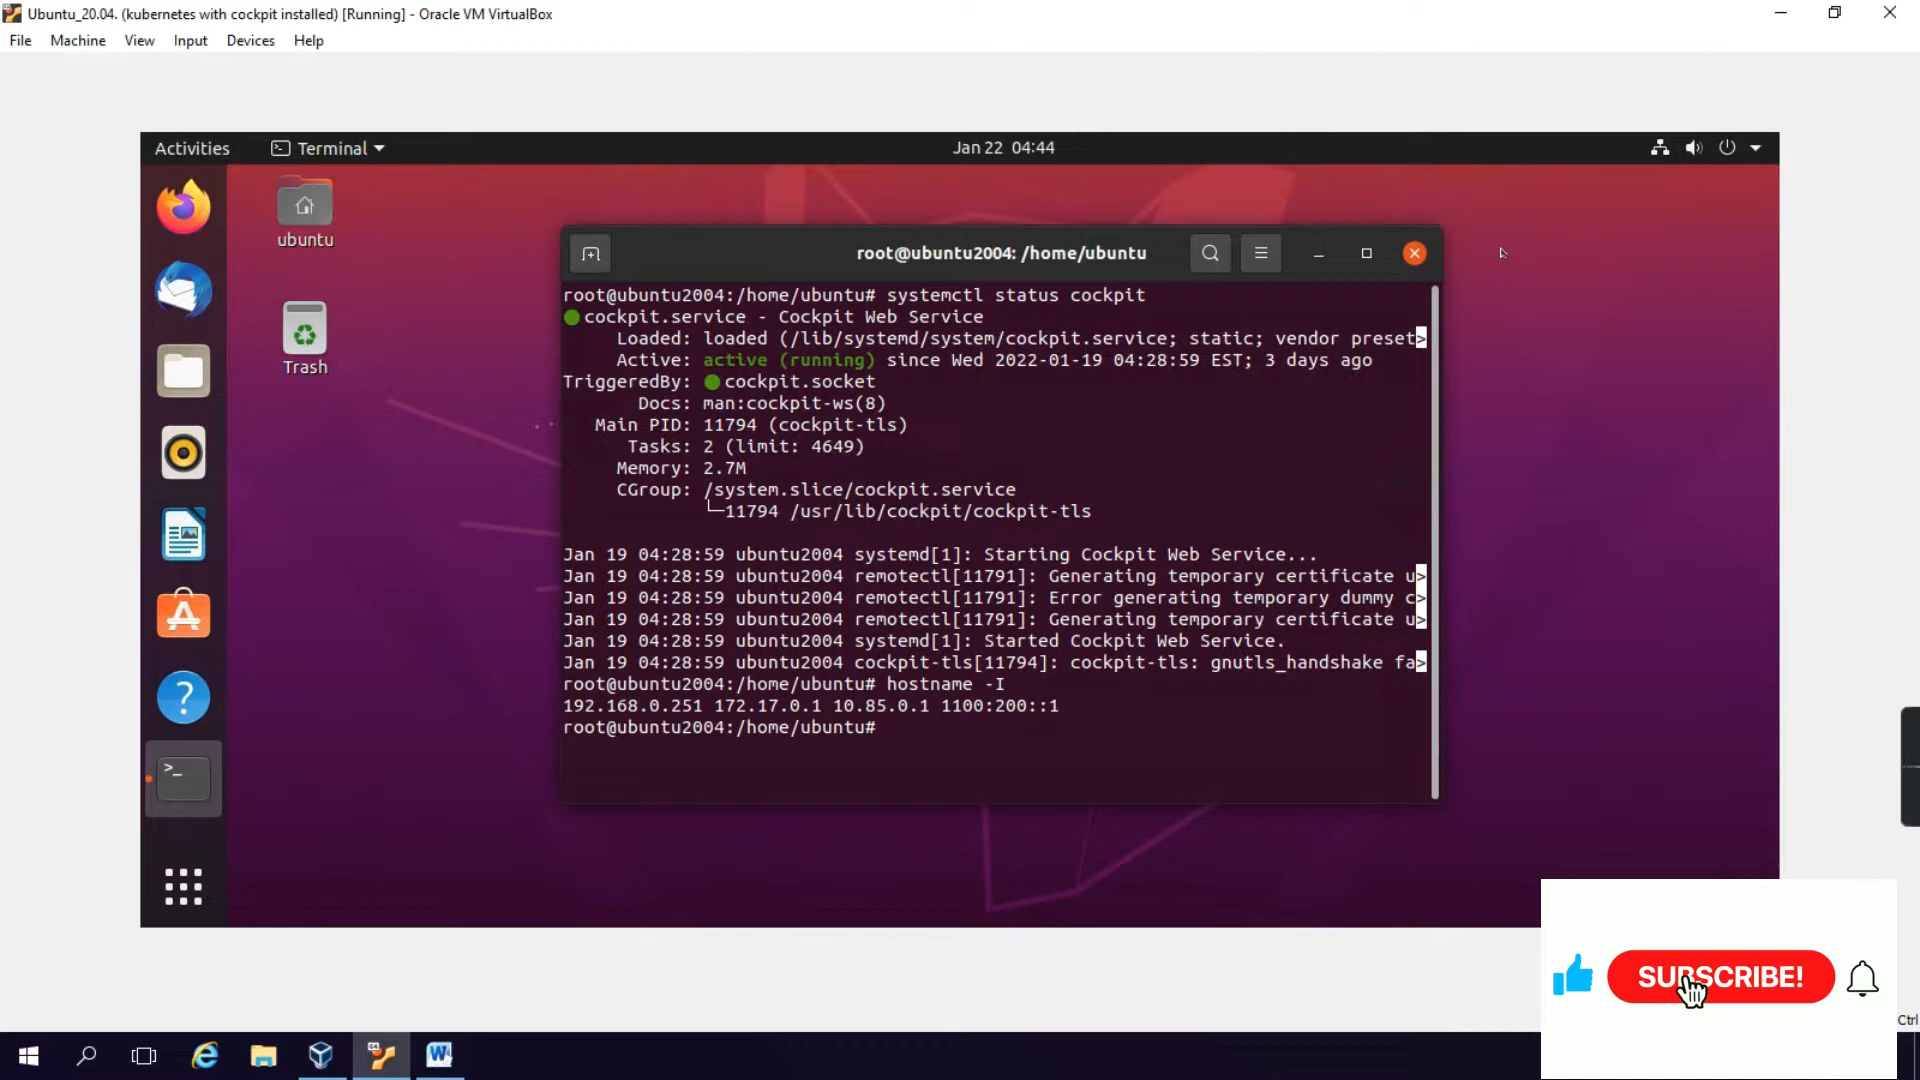 Ubuntu_20.04. (kubernetes with cockpit installed) [Running] - Oracle VM VirtualBox
File Machine View Input Devices Help
Activities Terminal Jan 22 04:44
ubuntu
Trash
root@ubuntu2004: /home/ubuntu
root@ubuntu2004:/home/ubuntu# systemctl status cockpit
cockpit.service - Cockpit Web Service
Loaded: loaded (/lib/systemd/system/cockpit.service; static; vendor preset>
Active: active (running) since Wed 2022-01-19 04:28:59 EST; 3 days ago
TriggeredBy: cockpit.socket
Docs: man:cockpit-ws(8)
Main PID: 11794 (cockpit-tls)
Tasks: 2 (limit: 4649)
Memory: 2.7M
CGroup: /system.slice/cockpit.service
└─11794 /usr/lib/cockpit/cockpit-tls
Jan 19 04:28:59 ubuntu2004 systemd[1]: Starting Cockpit Web Service...
Jan 19 04:28:59 ubuntu2004 remotectl[11791]: Generating temporary certificate u>
Jan 19 04:28:59 ubuntu2004 remotectl[11791]: Error generating temporary dummy c>
Jan 19 04:28:59 ubuntu2004 remotectl[11791]: Generating temporary certificate u>
Jan 19 04:28:59 ubuntu2004 systemd[1]: Started Cockpit Web Service.
Jan 19 04:28:59 ubuntu2004 cockpit-tls[11794]: cockpit-tls: gnutls_handshake fa>
root@ubuntu2004:/home/ubuntu# hostname -I
192.168.0.251 172.17.0.1 10.85.0.1 1100:200::1
root@ubuntu2004:/home/ubuntu#
SUBSCRIBE!
Ctrl